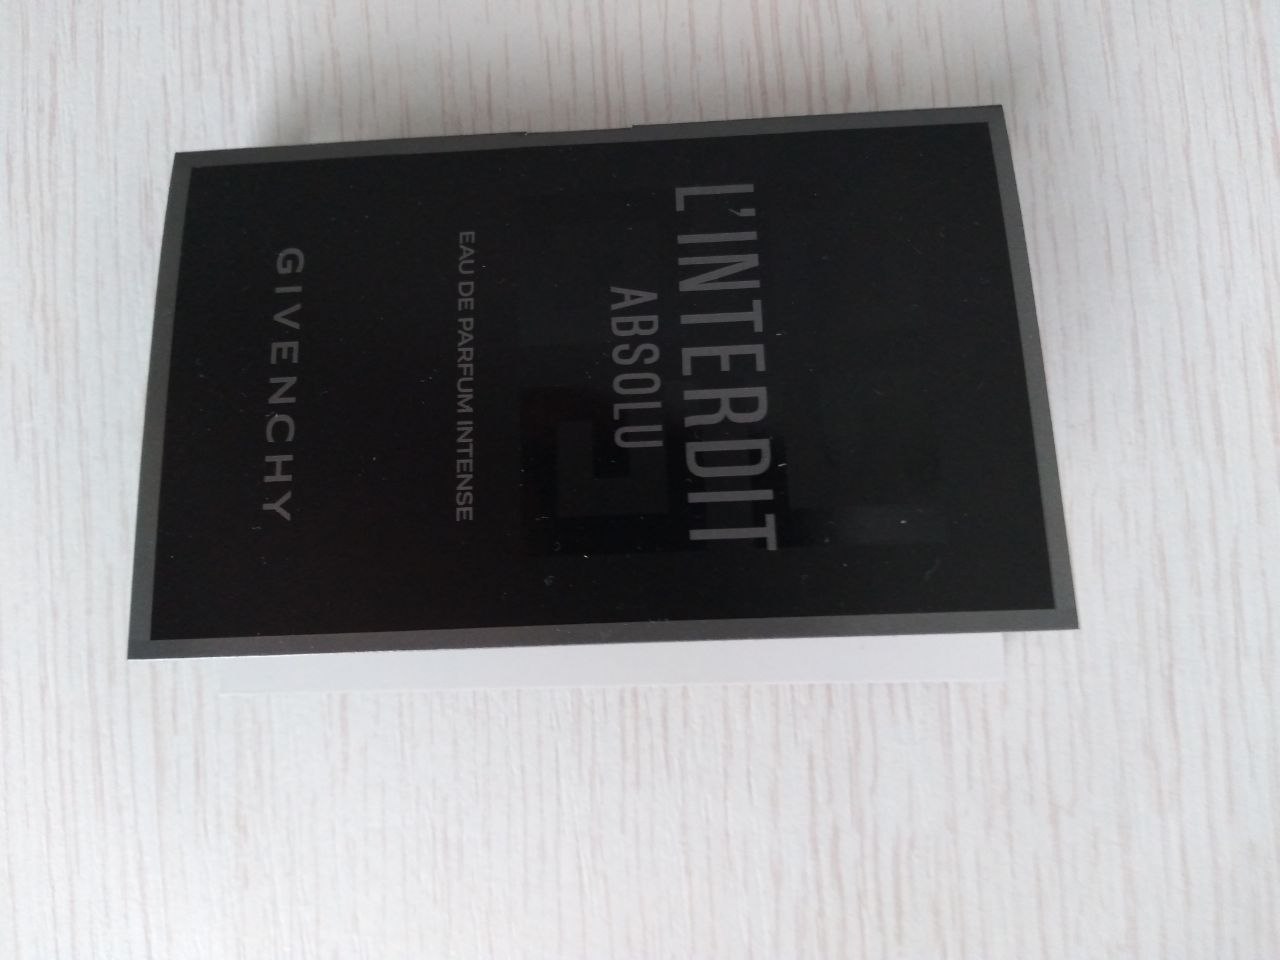 L'INTERDIT
ABSOLU
EAU DE PARFUM INTENSE
GIVENCHY